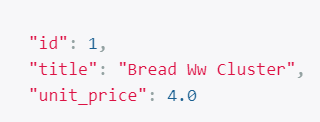 "id": 1,
"title": "Bread Ww Cluster",
"unit_price": 4.0